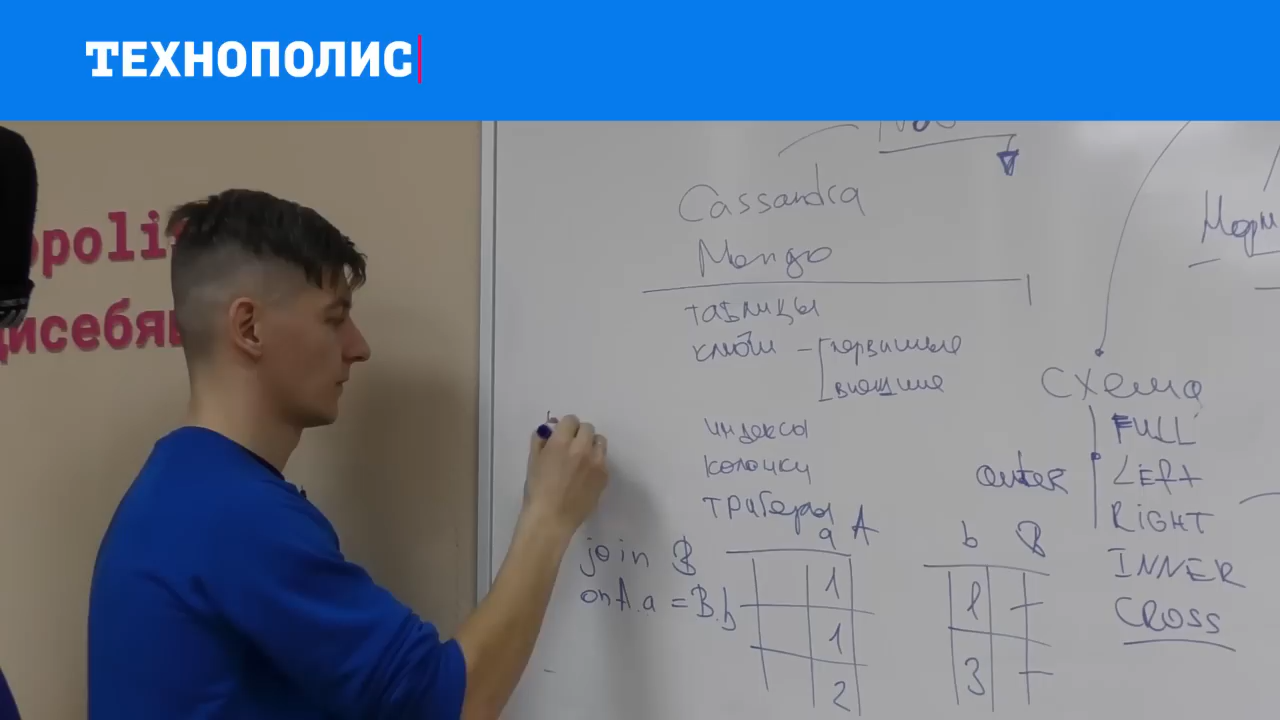 ТЕХНОПОЛИС
Cassandra
Mongo
таблицы
ключи - первичные
внешние
индексы
колонки
тригеры
схема
FULL
outer LEFT
RIGHT
INNER
CROSS
join B
on A.a = B.b
a A
1
1
2
b B
1
3